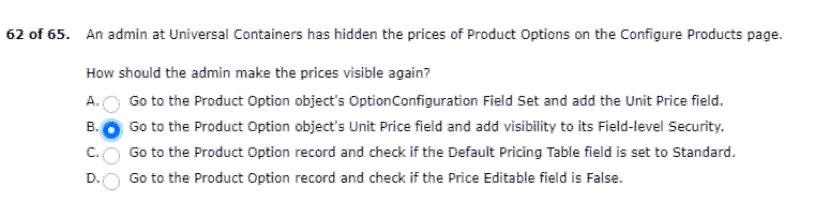 62 of 65. An admin at Universal Containers has hidden the prices of Product Options on the Configure Products page.
How should the admin make the prices visible again?
A. Go to the Product Option object's OptionConfiguration Field Set and add the Unit Price field.
B. Go to the Product Option object's Unit Price field and add visibility to its Field-level Security.
C. Go to the Product Option record and check if the Default Pricing Table field is set to Standard.
D. Go to the Product Option record and check if the Price Editable field is False.